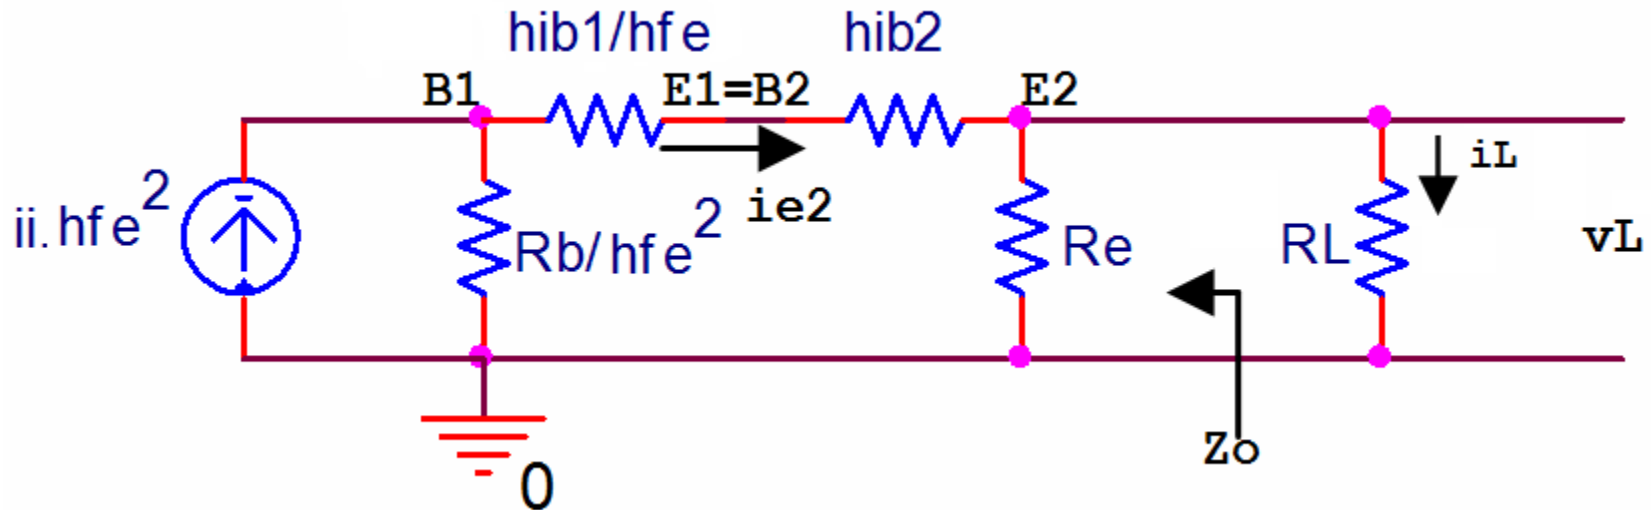 hib1/hfe hib2
B1 E1=B2 E2
ii.hfe² Rb/hfe² ie2 Re RL iL vL
Zo
0